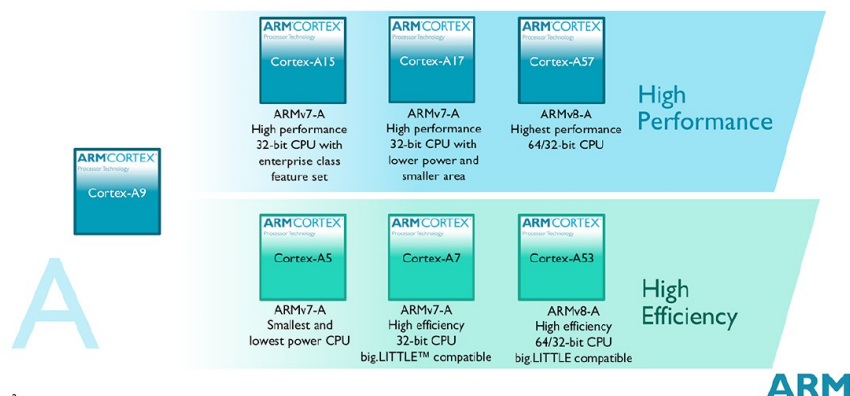 ARMCORTEX
Processor Technology
Cortex-A9
A
ARMCORTEX
Processor Technology
Cortex-A15
ARMv7-A
High performance
32-bit CPU with
enterprise class
feature set
ARMCORTEX
Processor Technology
Cortex-A17
ARMv7-A
High performance
32-bit CPU with
lower power and
smaller area
ARMCORTEX
Processor Technology
Cortex-A57
ARMv8-A
Highest performance
64/32-bit CPU
High
Performance
ARMCORTEX
Processor Technology
Cortex-A5
ARMv7-A
Smallest and
lowest power CPU
ARMCORTEX
Processor Technology
Cortex-A7
ARMv7-A
High efficiency
32-bit CPU
big.LITTLE™ compatible
ARMCORTEX
Processor Technology
Cortex-A53
ARMv8-A
High efficiency
64/32-bit CPU
big.LITTLE compatible
High
Efficiency
ARM